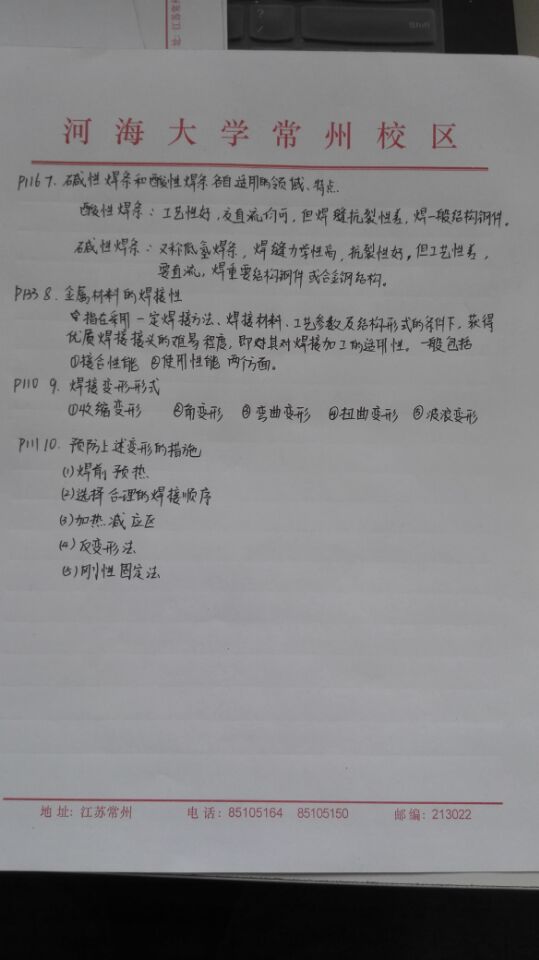 河海大学常州校区
P116 7. 碱性焊条和酸性焊条各自适用的领域、特点.
酸性焊条：工艺性好，交直流均可，但焊缝抗裂性差，焊一般结构钢件。
碱性焊条：又称低氢焊条，焊缝力学性高，抗裂性好，但工艺性差，
要直流，焊重要结构钢件或合金钢结构。
P133 8. 金属材料的焊接性
指在采用一定焊接方法、焊接材料、工艺参数及结构形式的条件下，获得
优质焊接接头的难易程度，即对其对焊接加工的适用性。一般包括
①接合性能 ②使用性能 两个方面.
P110 9. 焊接变形形式
①收缩变形 ②角变形 ③弯曲变形 ④扭曲变形 ⑤波浪变形
P111 10. 预防上述变形的措施
(1)焊前预热
(2)选择合理的焊接顺序
(3)加热减应区
(4)反变形法
(5)刚性固定法
地址: 江苏常州 电话: 85105164 85105150 邮编: 213022